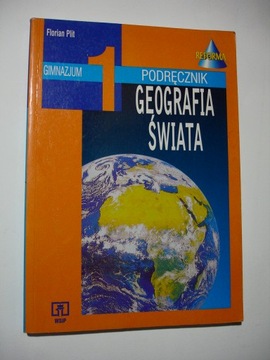 Florian Plit
REFORMA
GIMNAZJUM
1
PODRĘCZNIK
GEOGRAFIA
ŚWIATA
WSiP